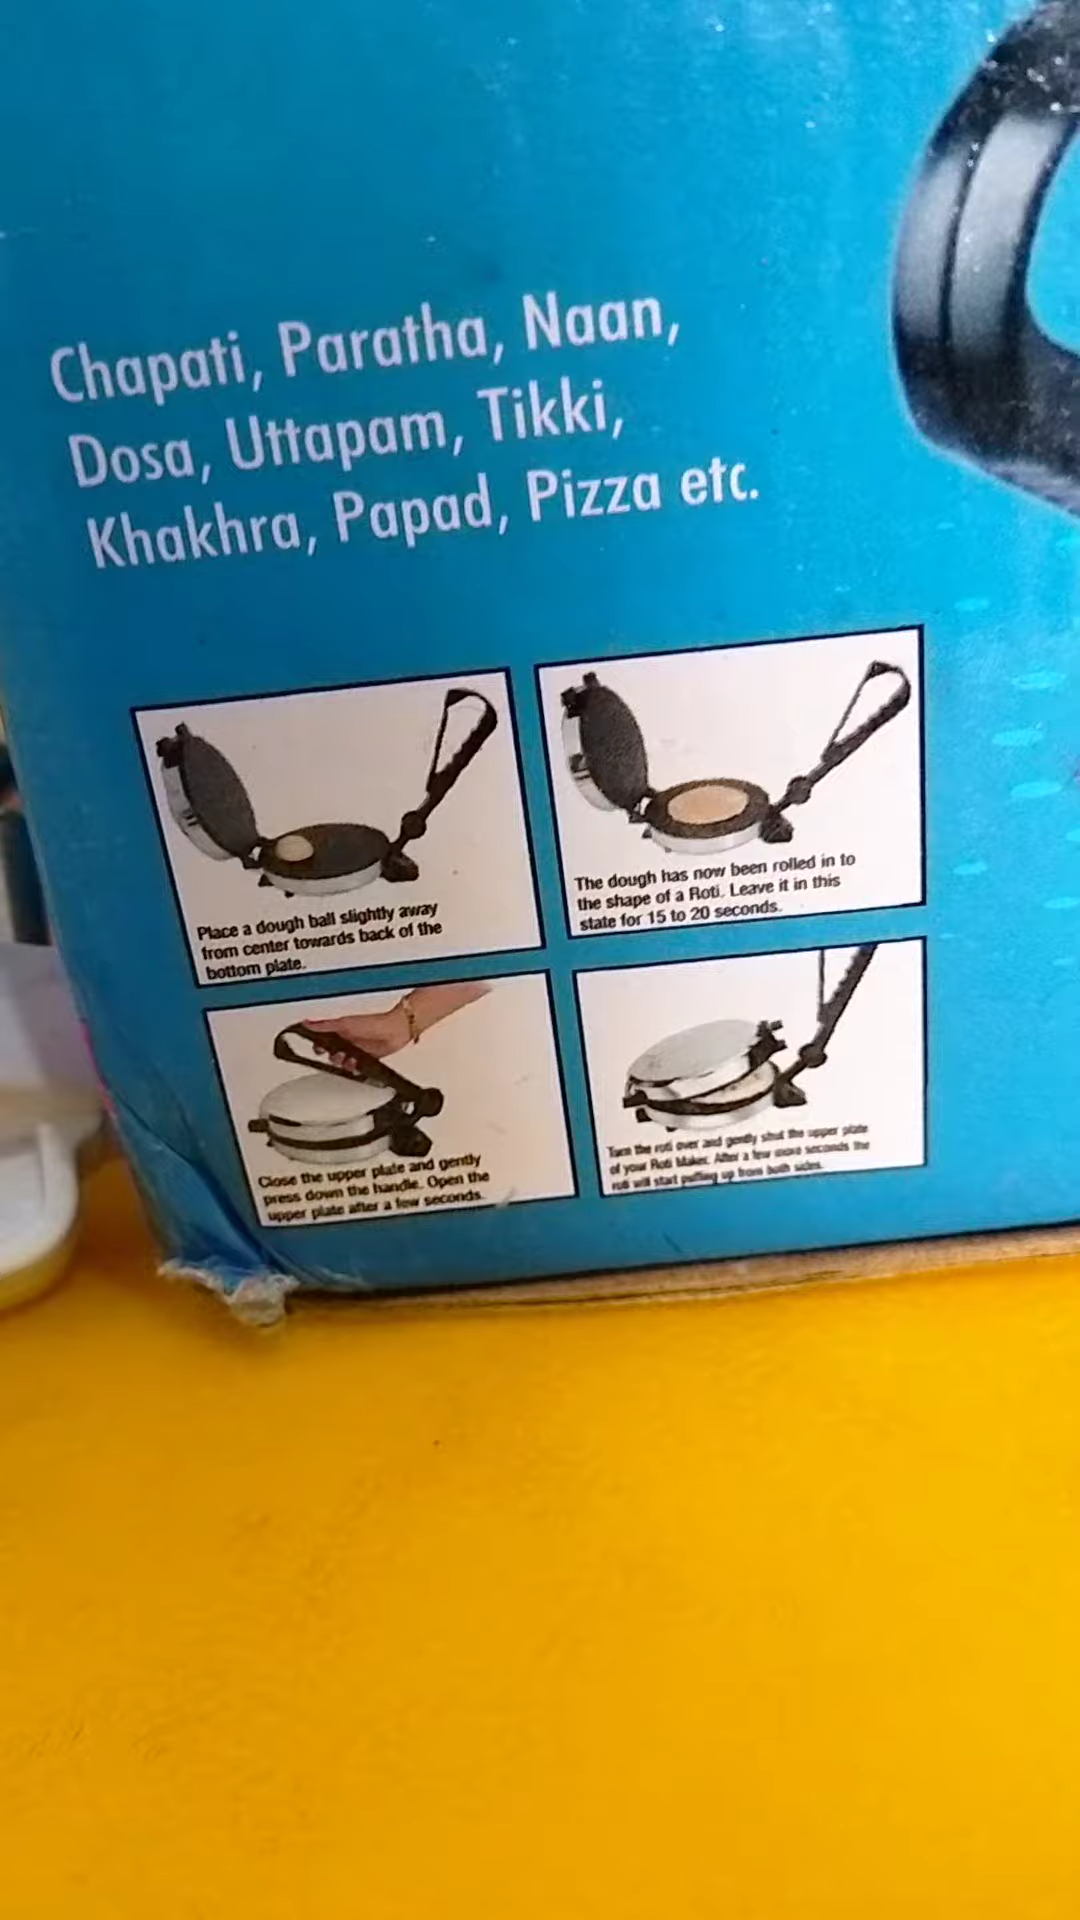 Chapati, Paratha, Naan,
Dosa, Uttapam, Tikki,
Khakhra, Papad, Pizza etc.
Place a dough ball slightly away
from center towards back of the
bottom plate.
The dough has now been rolled in to
the shape of a Roti. Leave it in this
state for 15 to 20 seconds.
Close the upper plate and gently
press down the handle. Open the
upper plate after a few seconds.
Turn the roti over and gently shut the upper plate
of your Roti Maker. After a few more seconds the
roti will start puffing up from both sides.